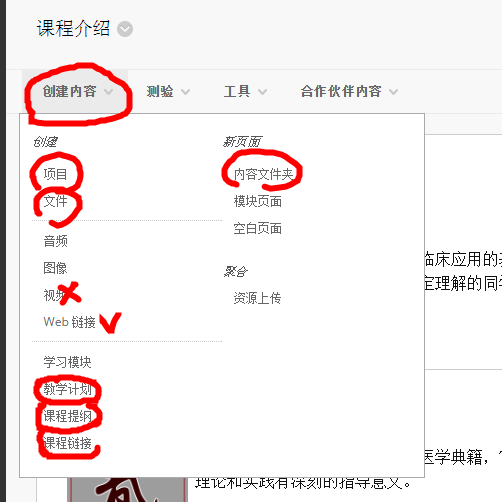 课程介绍
创建内容 测验 工具 合作伙伴内容
创建
项目
文件
音频
图像
视频
Web 链接
学习模块
教学计划
课程提纲
课程链接
新页面
内容文件夹
模块页面
空白页面
聚合
资源上传
临床应用的
定理解的同学
医学典籍，
理论和实践有深刻的指导意义。